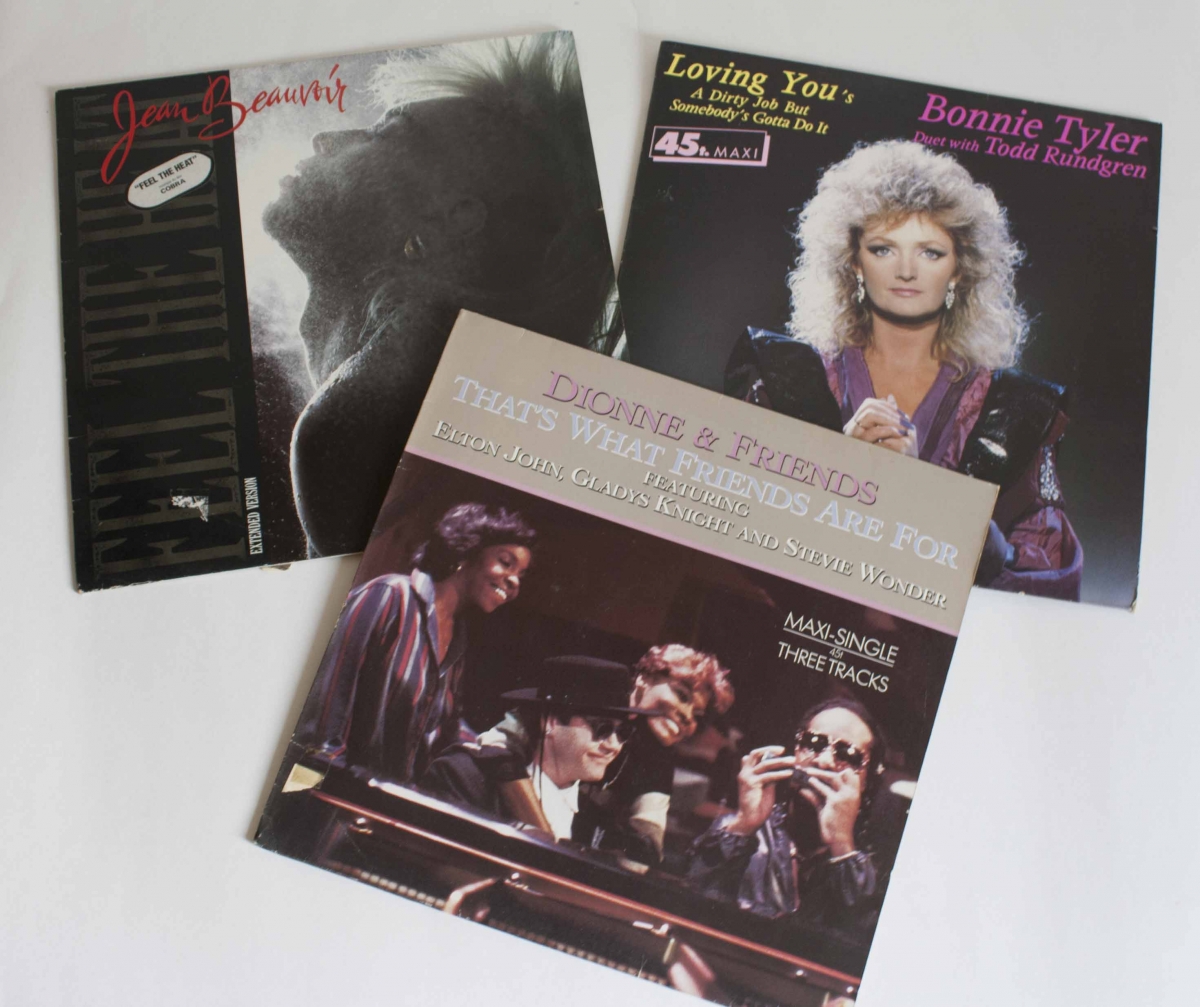 Jean Beauvoir
"FEEL THE HEAT"
COBRA
FEEL THE HEAT
EXTENDED VERSION
Loving You's
A Dirty Job But
Somebody's Gotta Do It
45t. MAXI
Bonnie Tyler
Duet with Todd Rundgren
DIONNE & FRIENDS
THAT'S WHAT FRIENDS ARE FOR
FEATURING
ELTON JOHN, GLADYS KNIGHT AND STEVIE WONDER
MAXI-SINGLE
45t
THREE TRACKS